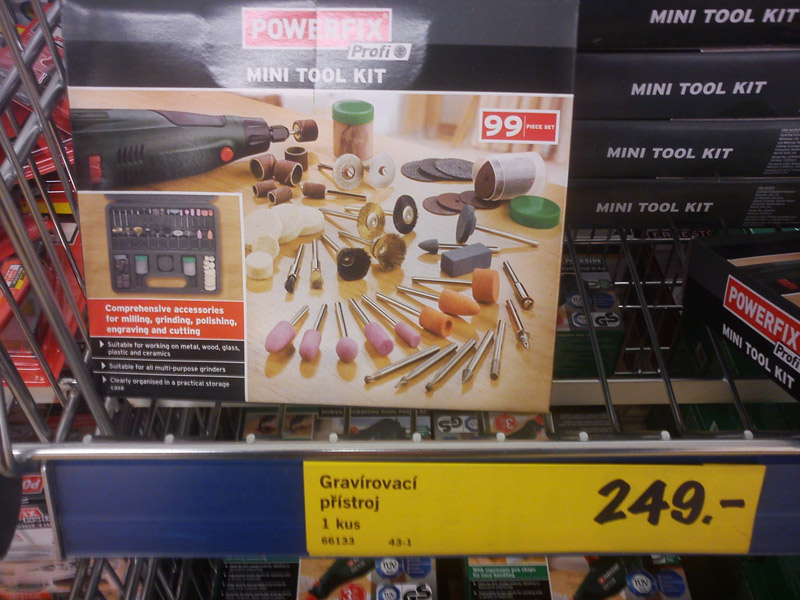 POWERFIX
Profi
MINI TOOL KIT
99 PIECE SET
Comprehensive accessories
for milling, grinding, polishing,
engraving and cutting
Suitable for working on metal, wood, glass,
plastic and ceramics
Suitable for all multi-purpose grinders
Clearly organised in a practical storage
case
MINI TOOL KIT
MINI TOOL KIT
MINI TOOL KIT
MINI TOOL KIT
POWERFIX
Profi
MINI TOOL KIT
Gravírovací
přístroj
1 kus
66133 43-1
249.-